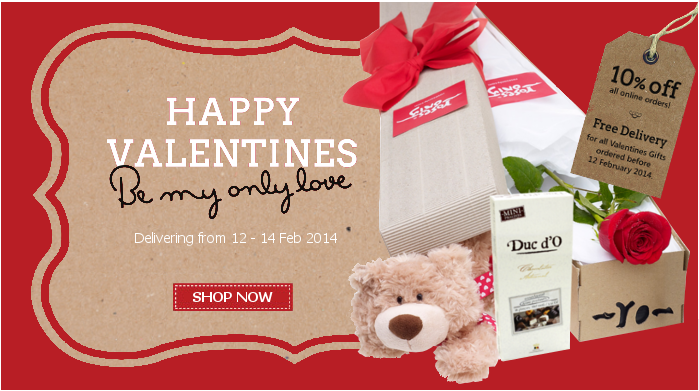 HAPPY
VALENTINES
Be my only love
Delivering from 12 - 14 Feb 2014
SHOP NOW
10% off
all online orders!
Free Delivery
for all Valentines Gifts
ordered before
12 February 2014.
MINI
Duc d'O